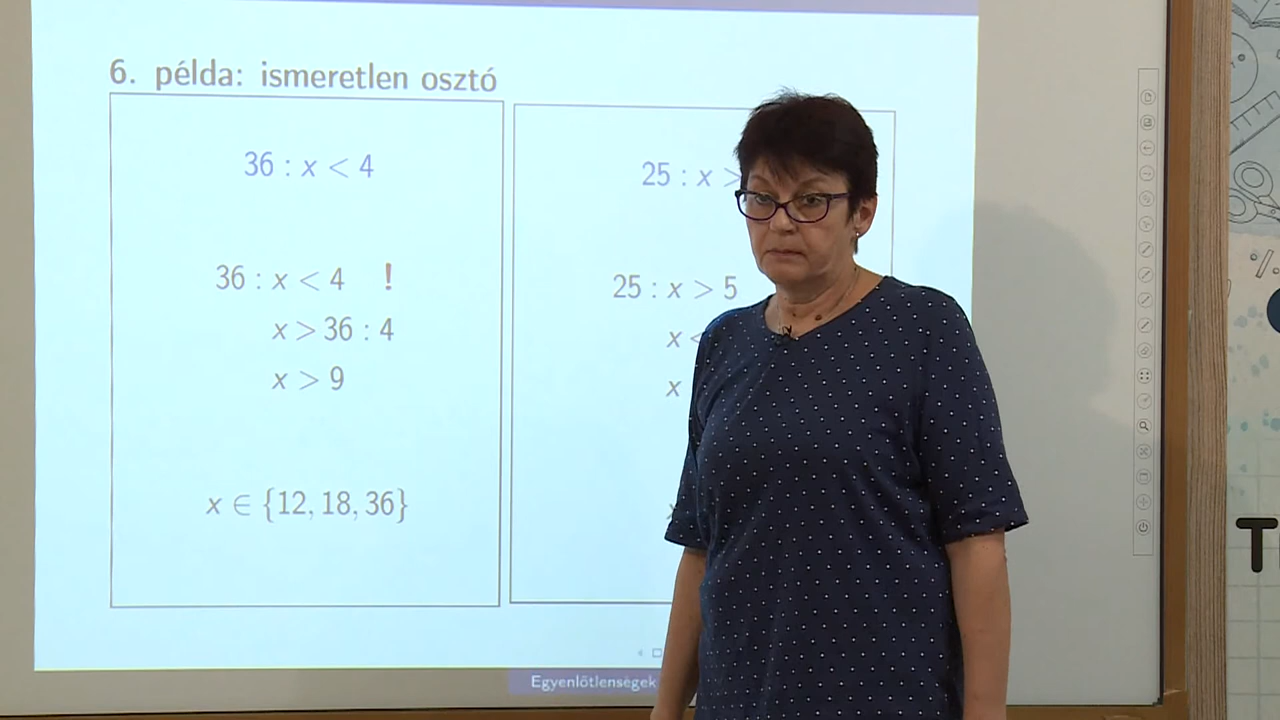 6. példa: ismeretlen osztó
36 : x < 4
36 : x < 4 !
x > 36 : 4
x > 9
x ∈ {12, 18, 36}
25 : x >
25 : x > 5
x <
x
Egyenlőtlenségek